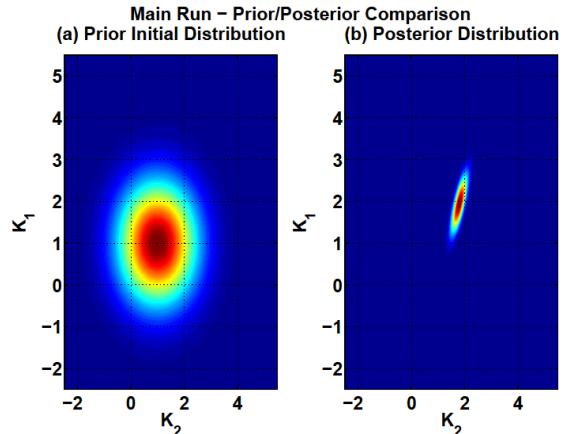 Main Run − Prior/Posterior Comparison
(a) Prior Initial Distribution
(b) Posterior Distribution
K₁
5
4
3
2
1
0
−1
−2
−2 0 2 4
K₂
K₁
5
4
3
2
1
0
−1
−2
−2 0 2 4
K₂